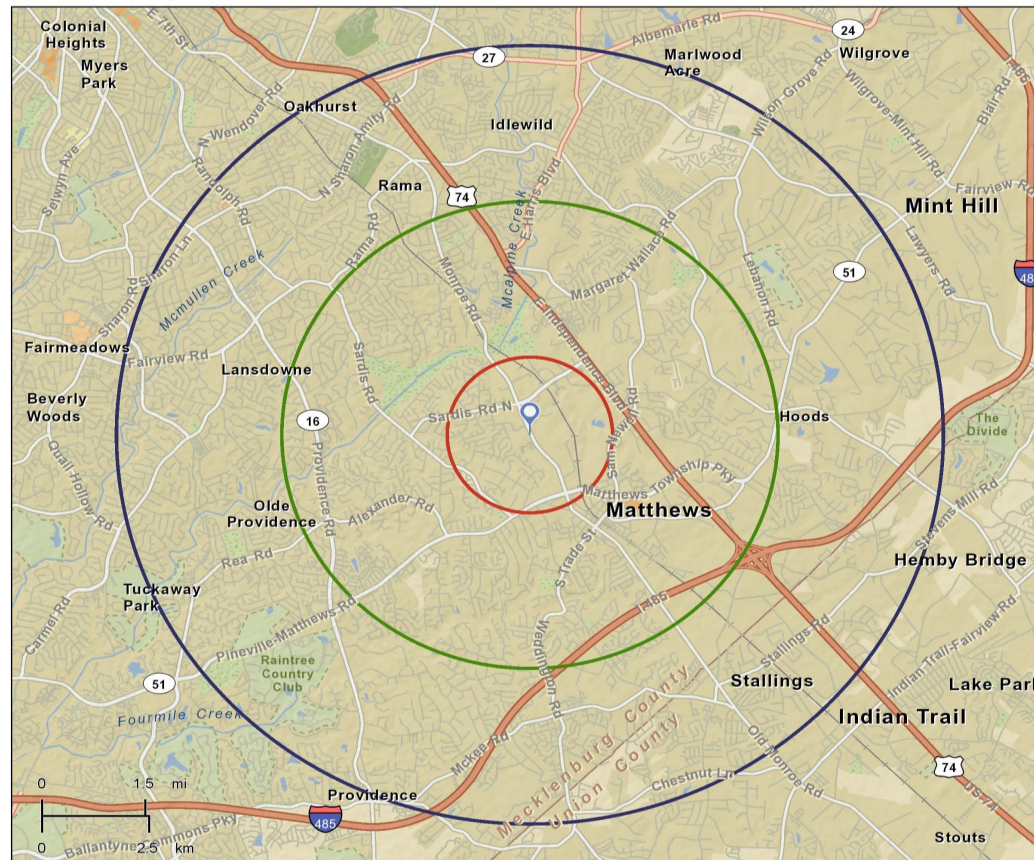 Colonial
Heights
Myers
Park
E 7th St
27
Albemarle Rd
24
Marlwood
Acre
Wilgrove
I-485
Oakhurst
N Wendover Rd
N Sharon Amity Rd
Idlewild
Wilson Grove Rd
Wilgrove-Mint Hill Rd
Blair Rd
Selwyn Ave
Randolph Rd
Rama
74
E Harris Blvd
Fairview Rd
Mint Hill
Sharon Ln
Rama Rd
Mcalpine Creek
Margaret Wallace Rd
Lebanon Rd
51
Lawyers Rd
48
Mcmullen Creek
Monroe Rd
Sharon Rd
E Independence Blvd
Fairmeadows
Fairview Rd
Lansdowne
Sardis Rd
Beverly
Woods
16
Sardis Rd N
Sam Newell Rd
Hoods
The
Divide
Quail Hollow Rd
Providence Rd
Matthews Township Pky
Olde
Providence
Alexander Rd
Matthews
Stevens Mill Rd
Rea Rd
S Trade St
Hemby Bridge
Tuckaway
Park
I-485
Carmel Rd
Pineville-Matthews Rd
Weddington Rd
Stallings Rd
Indian Trail-Fairview Rd
Raintree
Country
Club
51
Stallings
Lake Park
Fourmile Creek
Mecklenburg County
Union County
Indian Trail
Mckee Rd
Old Monroe Rd
74
US-74
0 1.5 mi
Chestnut Ln
Providence
485
0 2.5 km
Ballantyne Commons Pky
Stouts